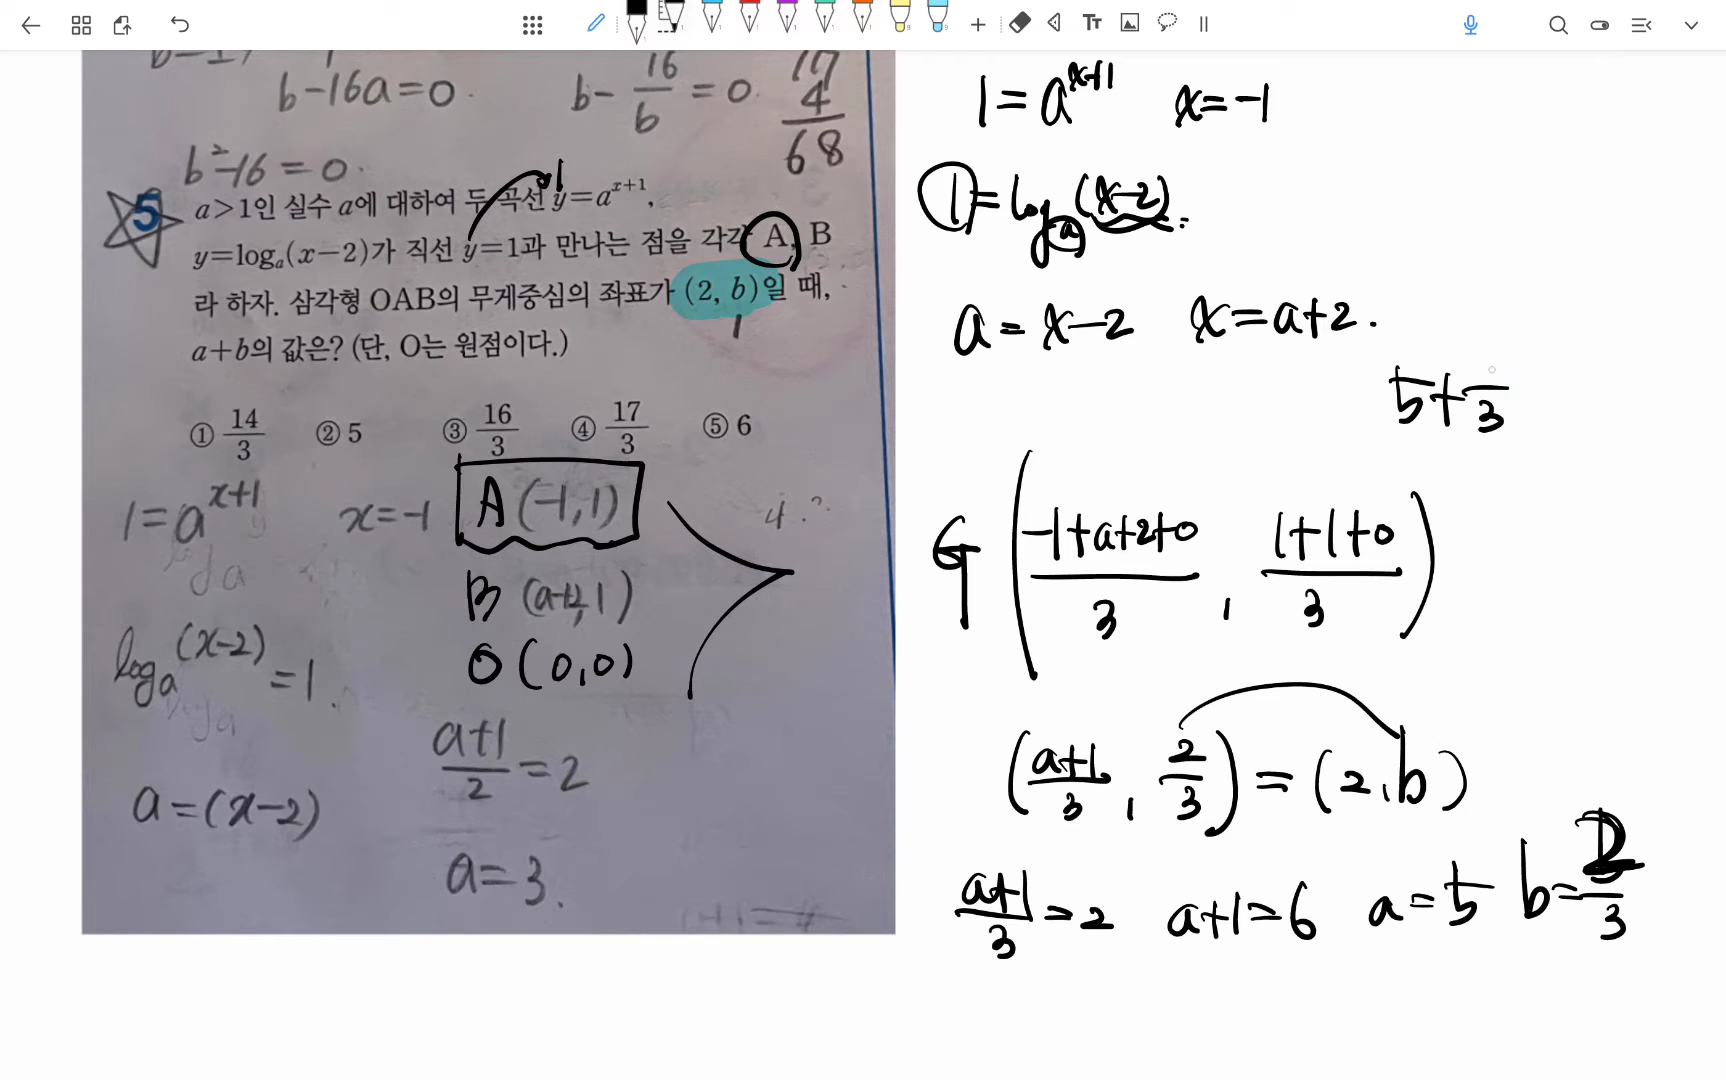 b-16a=0.
b-16/b=0.
17
4
68
b²-16=0.
5
a>1인 실수 a에 대하여 두 곡선 y=a^{x+1},
y=log_a(x-2)가 직선 y=1과 만나는 점을 각각 A, B
라 하자. 삼각형 OAB의 무게중심의 좌표가 (2, b)일 때,
a+b의 값은? (단, O는 원점이다.)
① 14/3 ② 5 ③ 16/3 ④ 17/3 ⑤ 6
1=a^{x+1} x=-1 A(-1,1)
4.?
B(a+2,1)
O(0,0)
log_a(x-2)=1.
a+1/2=2
a=(x-2)
a=3.
1=a^{x+1} x=-1
1=log_a(x-2).
a=x-2 x=a+2.
5+ /3
G(-1+a+2+0/3, 1+1+0/3)
(a+1/3, 2/3)=(2,b)
a+1/3=2 a+1=6 a=5 b=2/3